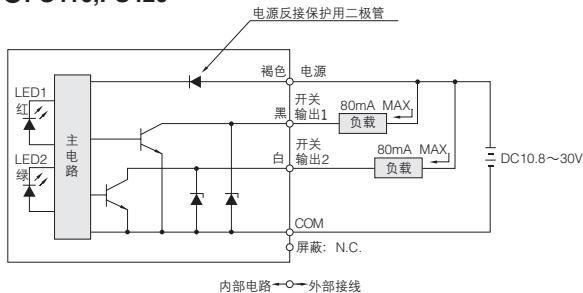 电源反接保护用二极管
褐色 电源
LED1
红
开关
黑 输出1
80mA MAX
负载
主电路
开关
白 输出2
80mA MAX
负载
DC10.8～30V
LED2
绿
COM
屏蔽：N.C.
内部电路 外部接线